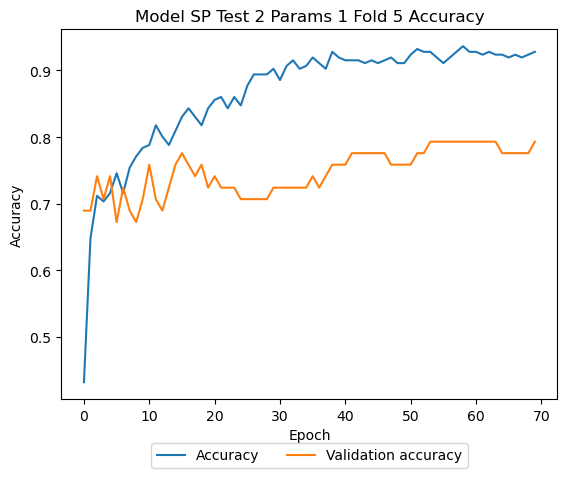 Model SP Test 2 Params 1 Fold 5 Accuracy
0.9
0.8
0.7
0.6
0.5
Accuracy
0 10 20 30 40 50 60 70
Epoch
Accuracy Validation accuracy